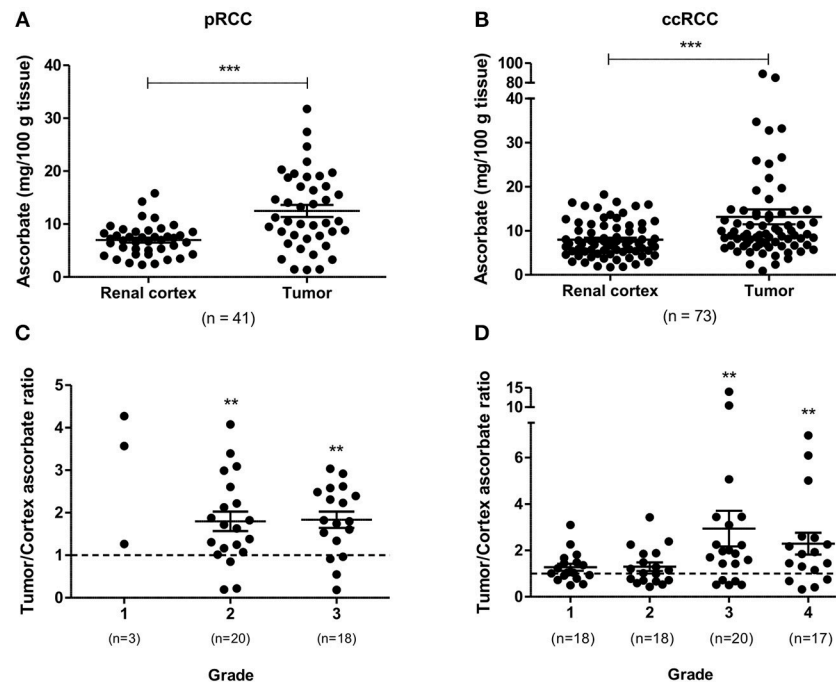 A
pRCC
Ascorbate (mg/100 g tissue)
40
30
20
10
0
***
Renal cortex
Tumor
(n = 41)
B
ccRCC
Ascorbate (mg/100 g tissue)
100
80
40
30
20
10
0
***
Renal cortex
Tumor
(n = 73)
C
Tumor/Cortex ascorbate ratio
5
4
3
2
1
0
**
**
1
2
3
(n=3)
(n=20)
(n=18)
Grade
D
Tumor/Cortex ascorbate ratio
15
10
6
4
2
0
**
**
1
2
3
4
(n=18)
(n=18)
(n=20)
(n=17)
Grade